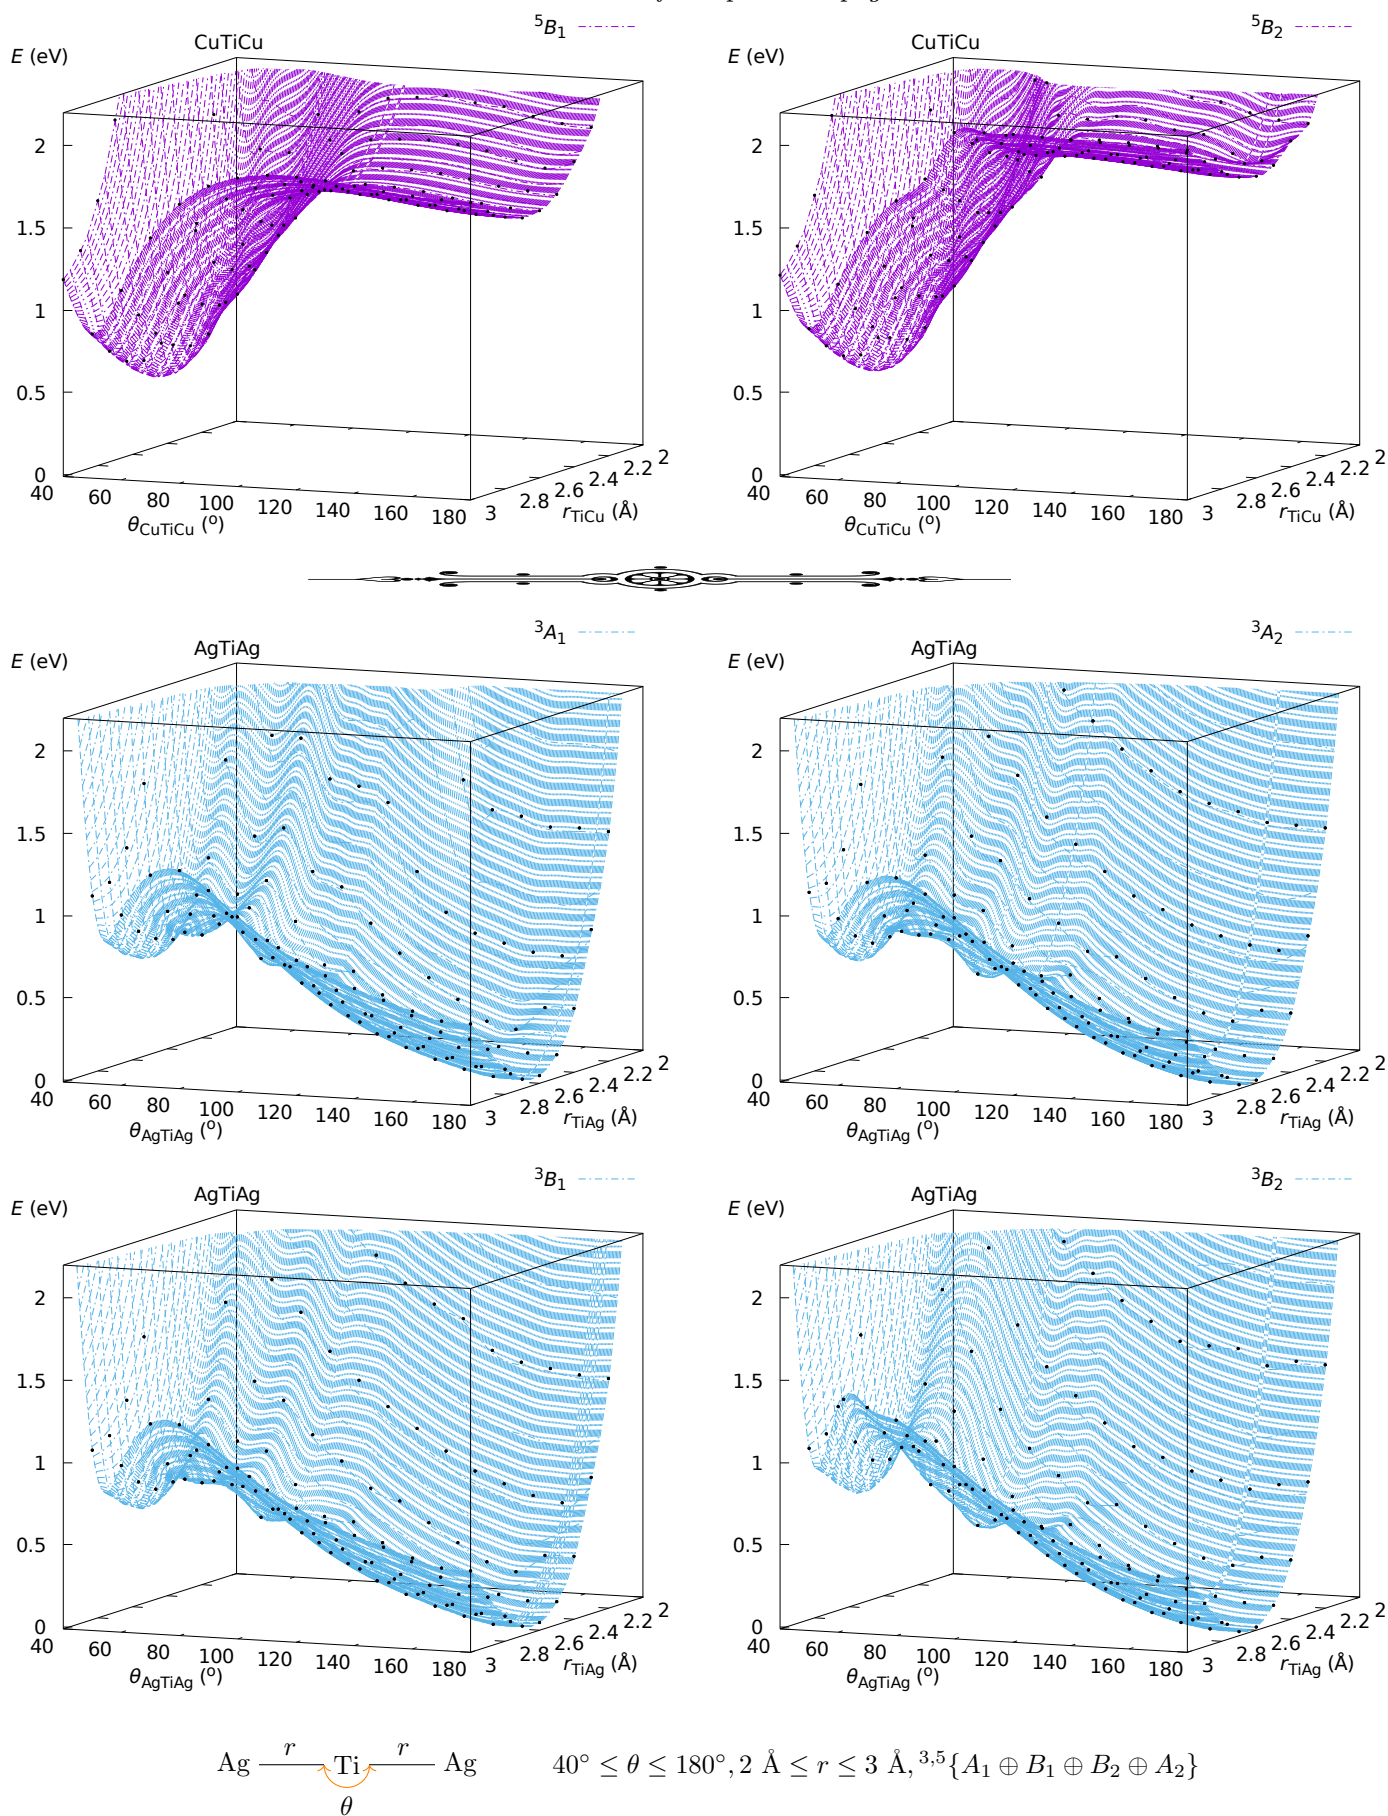 ⁵B₁
CuTiCu
E (eV)
2
1.5
1
0.5
0
40 60 80 100 120 140 160 180
θCuTiCu (°)
3 2.8 2.6 2.4 2.2 2
rTiCu (Å)
⁵B₂
CuTiCu
E (eV)
2
1.5
1
0.5
0
40 60 80 100 120 140 160 180
θCuTiCu (°)
3 2.8 2.6 2.4 2.2 2
rTiCu (Å)
³A₁
AgTiAg
E (eV)
2
1.5
1
0.5
0
40 60 80 100 120 140 160 180
θAgTiAg (°)
3 2.8 2.6 2.4 2.2 2
rTiAg (Å)
³A₂
AgTiAg
E (eV)
2
1.5
1
0.5
0
40 60 80 100 120 140 160 180
θAgTiAg (°)
3 2.8 2.6 2.4 2.2 2
rTiAg (Å)
³B₁
AgTiAg
E (eV)
2
1.5
1
0.5
0
40 60 80 100 120 140 160 180
θAgTiAg (°)
3 2.8 2.6 2.4 2.2 2
rTiAg (Å)
³B₂
AgTiAg
E (eV)
2
1.5
1
0.5
0
40 60 80 100 120 140 160 180
θAgTiAg (°)
3 2.8 2.6 2.4 2.2 2
rTiAg (Å)
r r
Ag Ti Ag
θ
40° ≤ θ ≤ 180°, 2 Å ≤ r ≤ 3 Å, ³,⁵{A₁ ⊕ B₁ ⊕ B₂ ⊕ A₂}